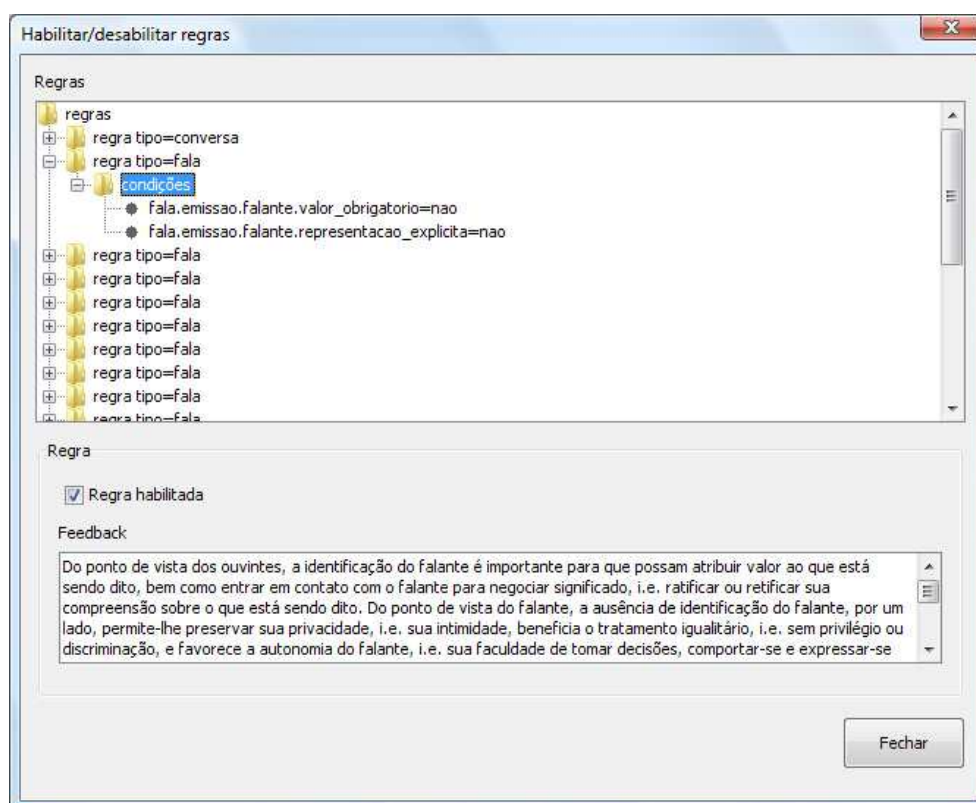 Habilitar/desabilitar regras
Regras
regras
regra tipo=conversa
regra tipo=fala
condições
fala.emissao.falante.valor_obrigatorio=nao
fala.emissao.falante.representacao_explicita=nao
regra tipo=fala
regra tipo=fala
regra tipo=fala
regra tipo=fala
regra tipo=fala
regra tipo=fala
regra tipo=fala
regra tipo=fala
Regra
Regra habilitada
Feedback
Do ponto de vista dos ouvintes, a identificação do falante é importante para que possam atribuir valor ao que está
sendo dito, bem como entrar em contato com o falante para negociar significado, i.e. ratificar ou retificar sua
compreensão sobre o que está sendo dito. Do ponto de vista do falante, a ausência de identificação do falante, por um
lado, permite-lhe preservar sua privacidade, i.e. sua intimidade, beneficia o tratamento igualitário, i.e. sem privilégio ou
discriminação, e favorece a autonomia do falante, i.e. sua faculdade de tomar decisões, comportar-se e expressar-se
Fechar